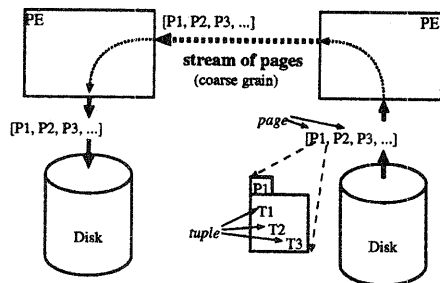 PE
[P1, P2, P3, ...]
PE
stream of pages
(coarse grain)
[P1, P2, P3, ...]
page
[P1, P2, P3, ...]
P1
T1
T2
T3
tuple
Disk
Disk